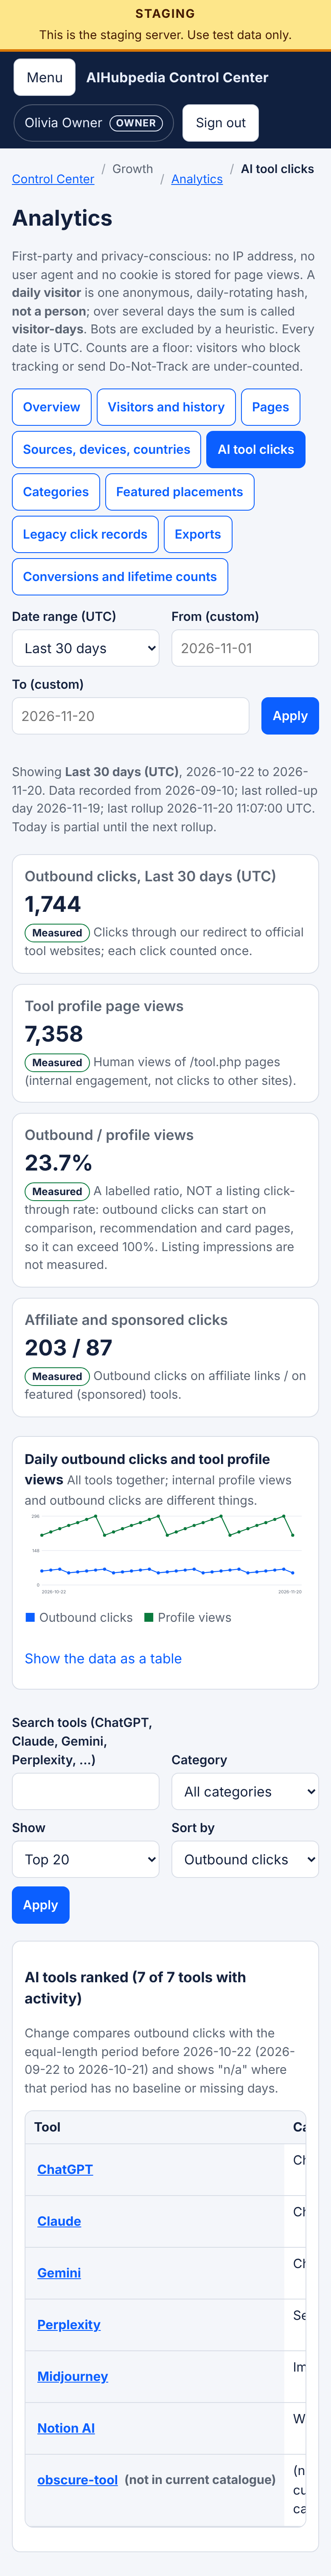 STAGING
This is the staging server. Use test data only.
Menu
AIHubpedia Control Center
Olivia Owner OWNER
Sign out
Control Center / Growth / Analytics / AI tool clicks
Analytics
First-party and privacy-conscious: no IP address, no
user agent and no cookie is stored for page views. A
daily visitor is one anonymous, daily-rotating hash,
not a person; over several days the sum is called
visitor-days. Bots are excluded by a heuristic. Every
date is UTC. Counts are a floor: visitors who block
tracking or send Do-Not-Track are under-counted.
Overview
Visitors and history
Pages
Sources, devices, countries
AI tool clicks
Categories
Featured placements
Legacy click records
Exports
Conversions and lifetime counts
Date range (UTC)
From (custom)
Last 30 days
2026-11-01
To (custom)
2026-11-20
Apply
Showing Last 30 days (UTC), 2026-10-22 to 2026-
11-20. Data recorded from 2026-09-10; last rolled-up
day 2026-11-19; last rollup 2026-11-20 11:07:00 UTC.
Today is partial until the next rollup.
Outbound clicks, Last 30 days (UTC)
1,744
Measured Clicks through our redirect to official
tool websites; each click counted once.
Tool profile page views
7,358
Measured Human views of /tool.php pages
(internal engagement, not clicks to other sites).
Outbound / profile views
23.7%
Measured A labelled ratio, NOT a listing click-
through rate: outbound clicks can start on
comparison, recommendation and card pages,
so it can exceed 100%. Listing impressions are
not measured.
Affiliate and sponsored clicks
203 / 87
Measured Outbound clicks on affiliate links / on
featured (sponsored) tools.
Daily outbound clicks and tool profile
views All tools together; internal profile views
and outbound clicks are different things.
0
2026-10-22
2026-11-20
Outbound clicks
Profile views
Show the data as a table
Search tools (ChatGPT,
Claude, Gemini,
Perplexity, ...)
Category
All categories
Show
Sort by
Top 20
Outbound clicks
Apply
AI tools ranked (7 of 7 tools with
activity)
Change compares outbound clicks with the
equal-length period before 2026-10-22 (2026-
09-22 to 2026-10-21) and shows "n/a" where
that period has no baseline or missing days.
Tool
Ca
ChatGPT
Ch
Claude
Ch
Gemini
Ch
Perplexity
Se
Midjourney
Im
Notion AI
W
obscure-tool (not in current catalogue)
(n
cu
ca